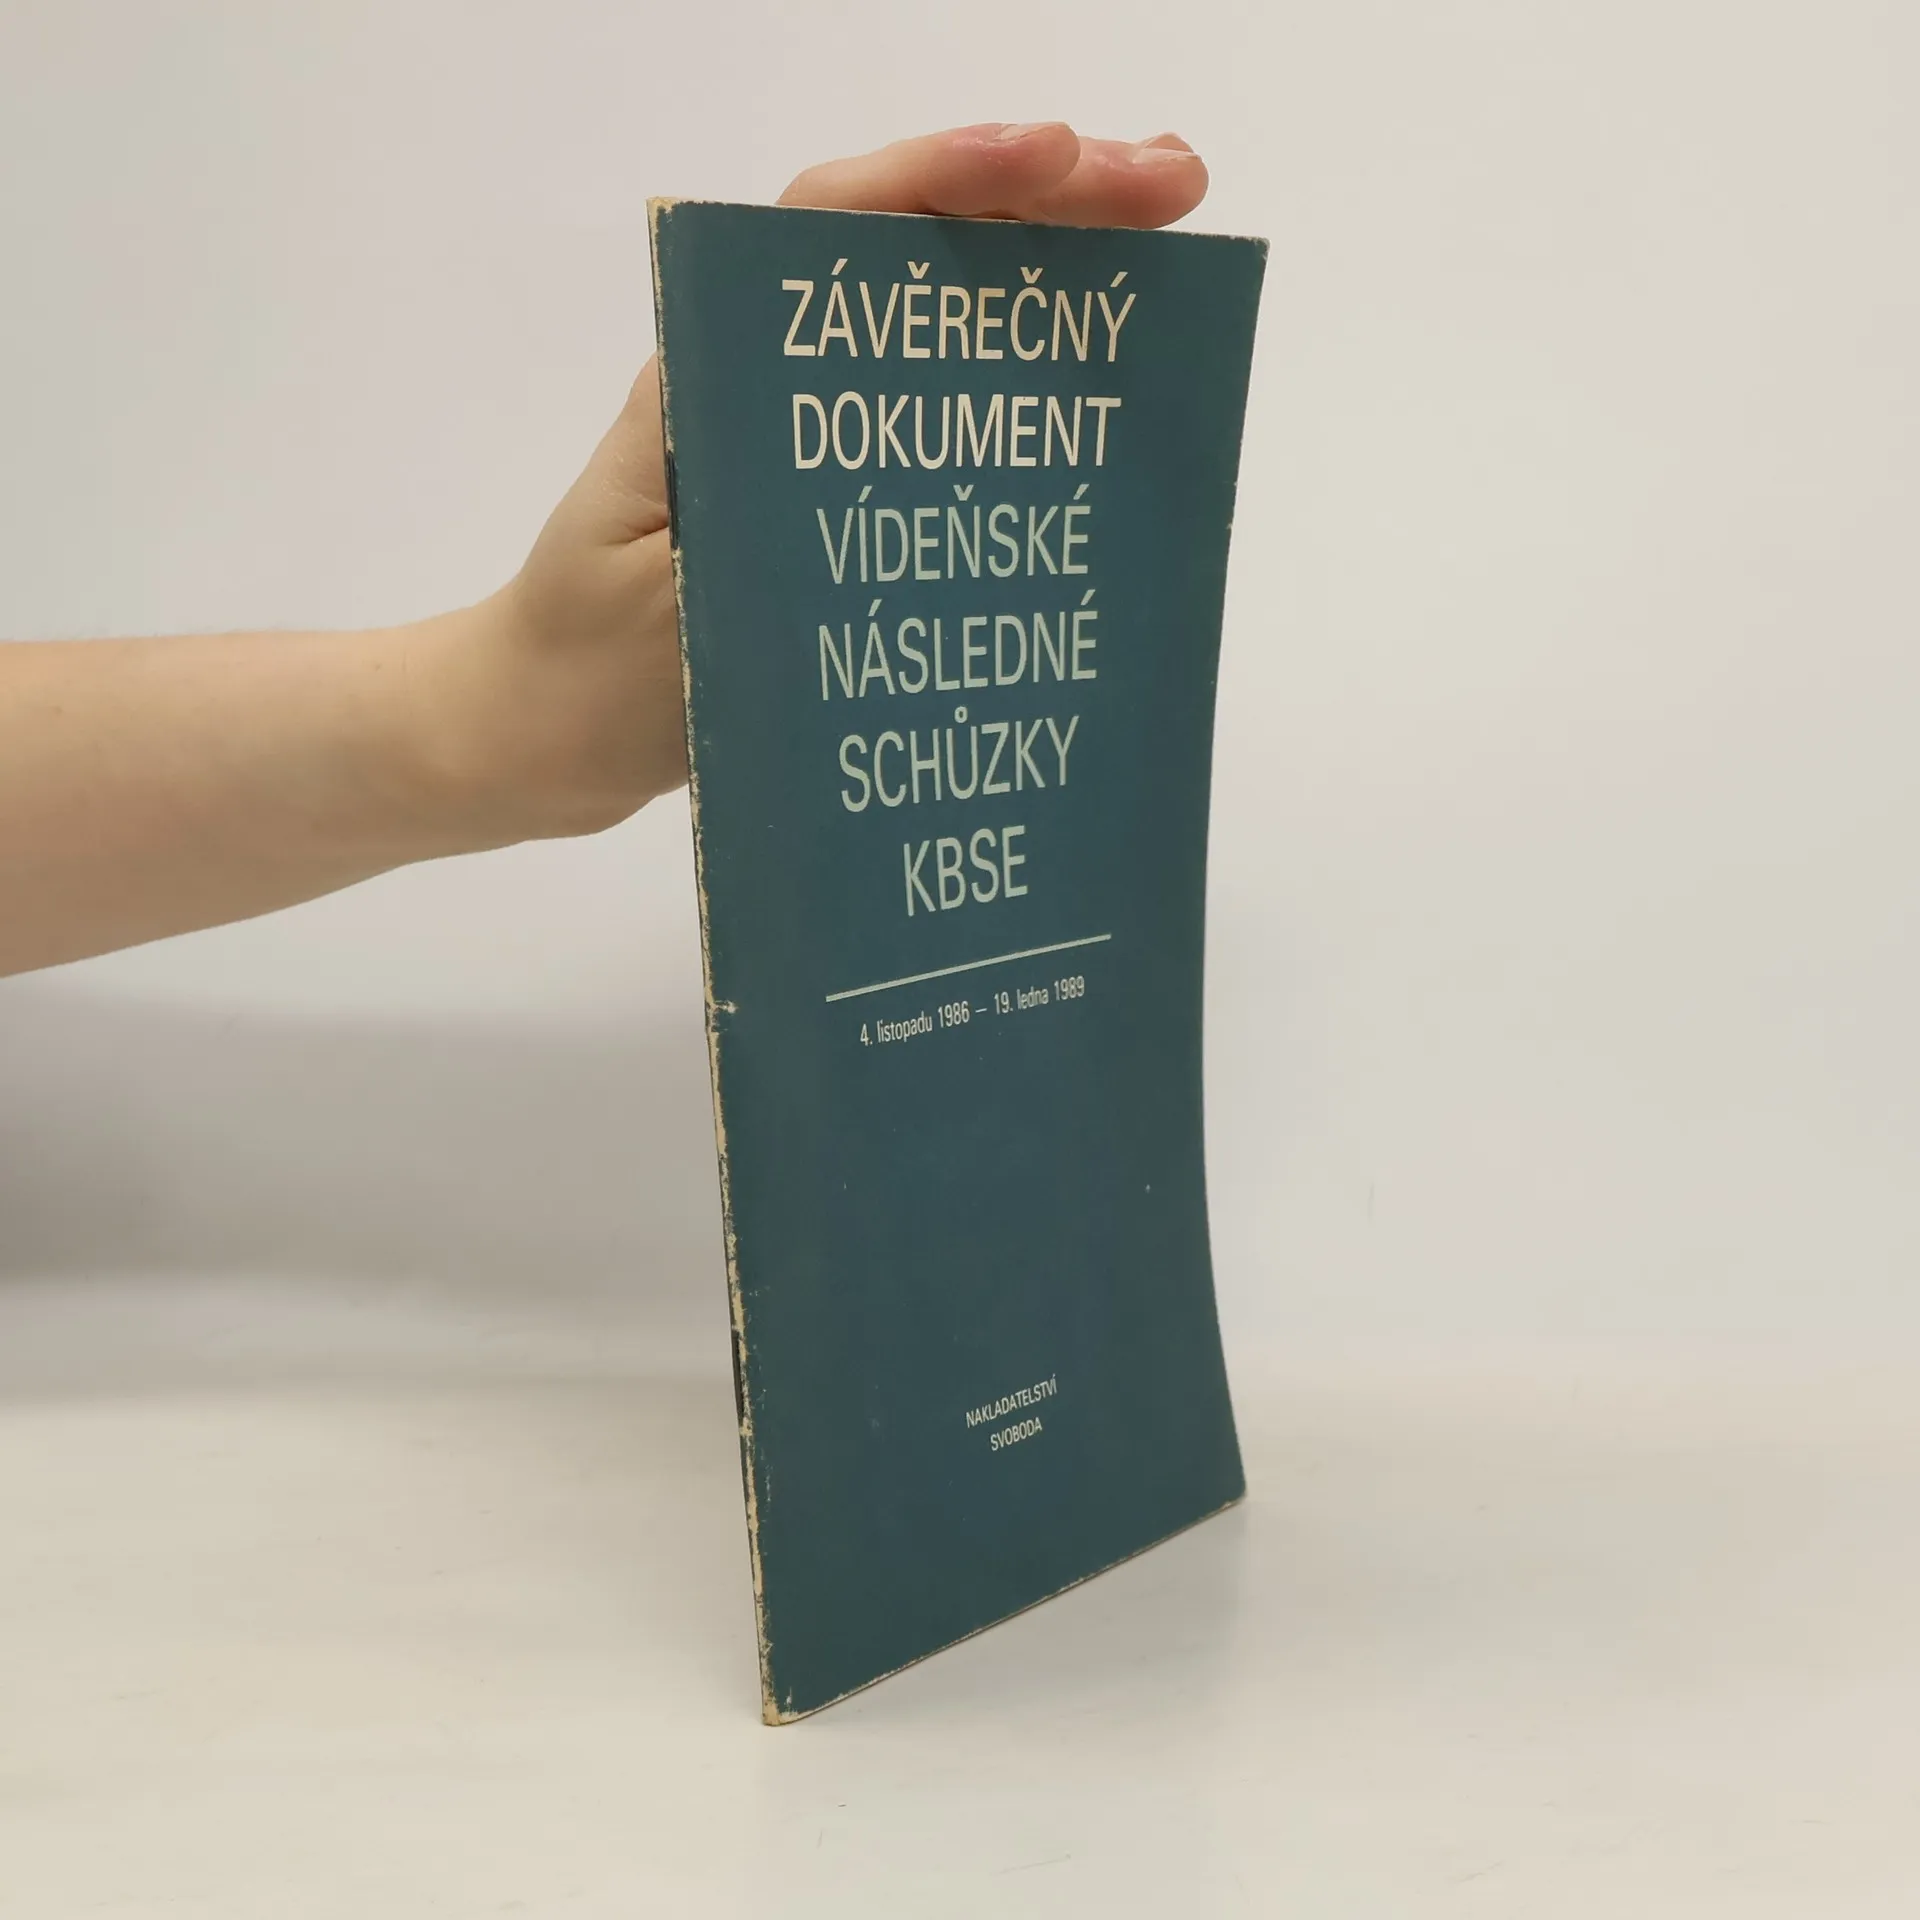 ZÁVĚREČNÝ
DOKUMENT
VÍDEŇSKÉ
NÁSLEDNÉ
SCHŮZKY
KBSE
4. listopadu 1986 — 19. ledna 1989
NAKLADATELSTVÍ
SVOBODA